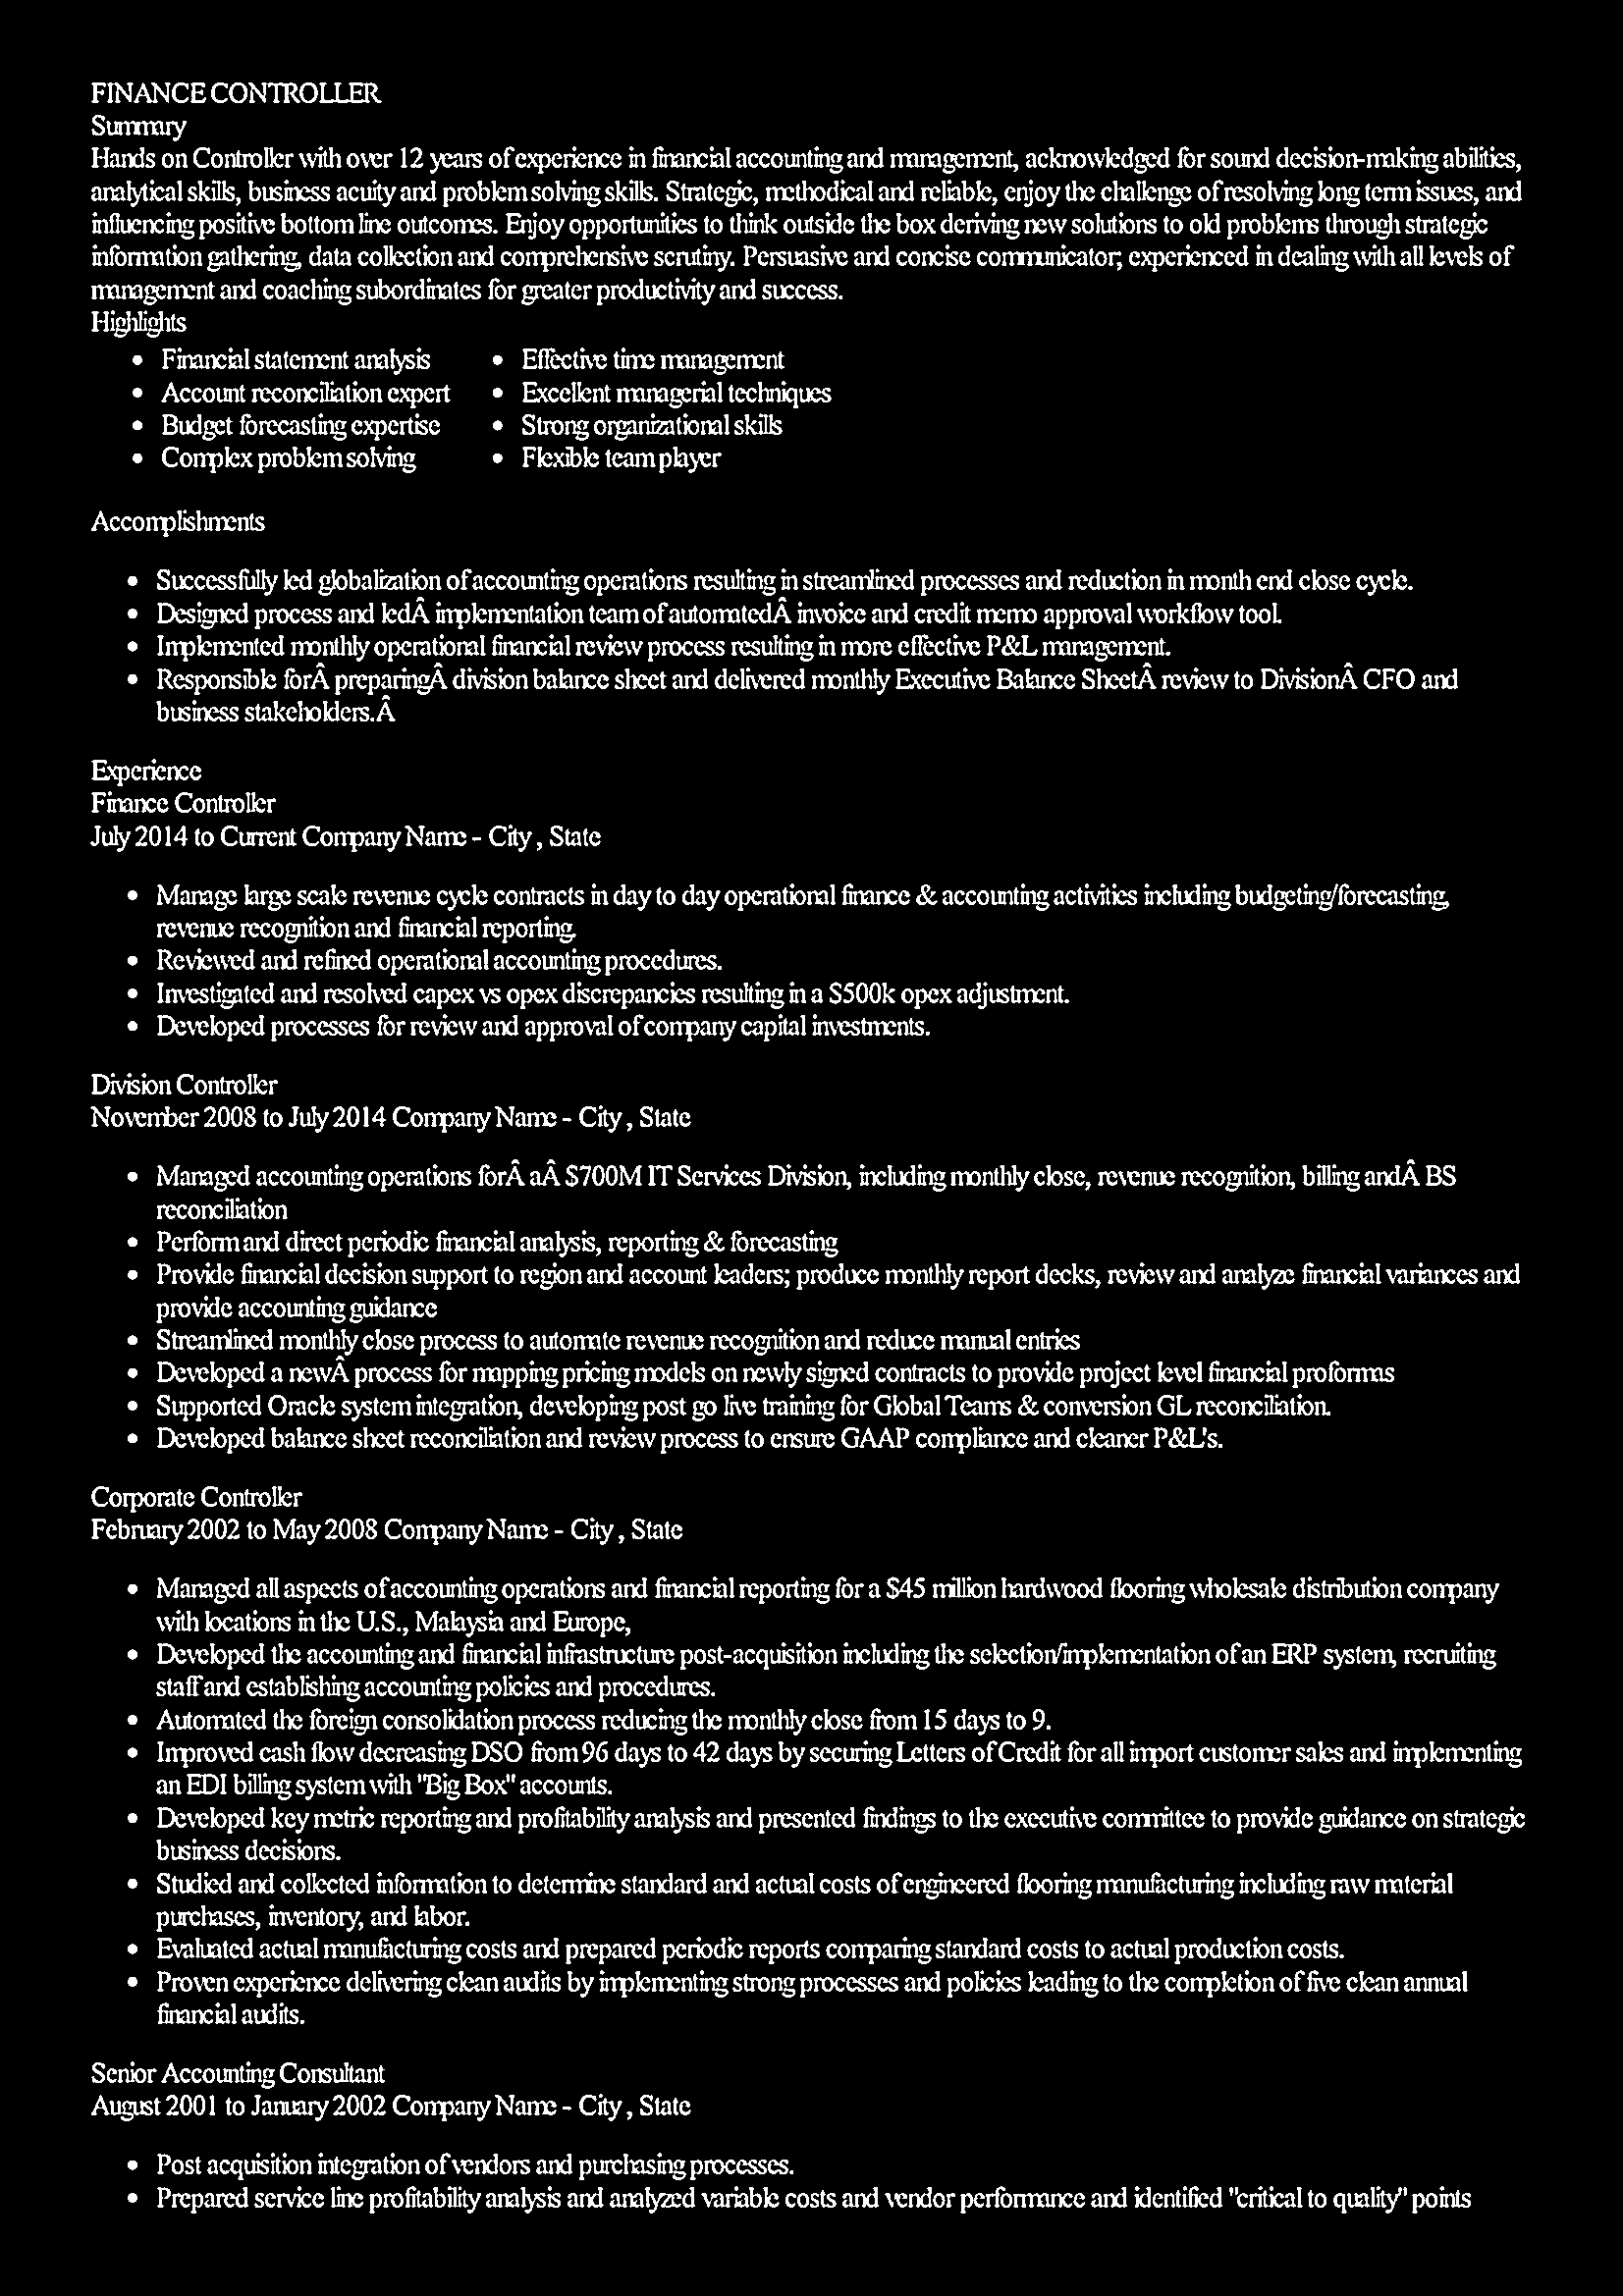 FINANCE CONTROLLER
Summary
Hands on Controller with over 12 years of experience in financial accounting and management, acknowledged for sound decision-making abilities,
analytical skills, business acuity and problem solving skills. Strategic, methodical and reliable, enjoy the challenge of resolving long term issues, and
influencing positive bottom line outcomes. Enjoy opportunities to think outside the box deriving new solutions to old problems through strategic
information gathering, data collection and comprehensive scrutiny. Persuasive and concise communicator; experienced in dealing with all levels of
management and coaching subordinates for greater productivity and success.
Highlights
• Financial statement analysis
• Account reconciliation expert
• Budget forecasting expertise
• Complex problem solving
• Effective time management
• Excellent managerial techniques
• Strong organizational skills
• Flexible team player
Accomplishments
• Successfully led globalization of accounting operations resulting in streamlined processes and reduction in month end close cycle.
• Designed process and ledÂ implementation team of automatedÂ invoice and credit memo approval workflow tool.
• Implemented monthly operational financial review process resulting in more effective P&L management.
• Responsible forÂ preparingÂ division balance sheet and delivered monthly Executive Balance SheetÂ review to DivisionÂ CFO and
business stakeholders.Â
Experience
Finance Controller
July 2014 to Current Company Name - City , State
• Manage large scale revenue cycle contracts in day to day operational finance & accounting activities including budgeting/forecasting,
revenue recognition and financial reporting.
• Reviewed and refined operational accounting procedures.
• Investigated and resolved capex vs opex discrepancies resulting in a $500k opex adjustment.
• Developed processes for review and approval of company capital investments.
Division Controller
November 2008 to July 2014 Company Name - City , State
• Managed accounting operations forÂ aÂ $700M IT Services Division, including monthly close, revenue recognition, billing andÂ BS
reconciliation
• Perform and direct periodic financial analysis, reporting & forecasting
• Provide financial decision support to region and account leaders; produce monthly report decks, review and analyze financial variances and
provide accounting guidance
• Streamlined monthly close process to automate revenue recognition and reduce manual entries
• Developed a newÂ process for mapping pricing models on newly signed contracts to provide project level financial proformas
• Supported Oracle system integration, developing post go live training for Global Teams & conversion GL reconciliation.
• Developed balance sheet reconciliation and review process to ensure GAAP compliance and cleaner P&L's.
Corporate Controller
February 2002 to May 2008 Company Name - City , State
• Managed all aspects of accounting operations and financial reporting for a $45 million hardwood flooring wholesale distribution company
with locations in the U.S., Malaysia and Europe,
• Developed the accounting and financial infrastructure post-acquisition including the selection/implementation of an ERP system, recruiting
staff and establishing accounting policies and procedures.
• Automated the foreign consolidation process reducing the monthly close from 15 days to 9.
• Improved cash flow decreasing DSO from 96 days to 42 days by securing Letters of Credit for all import customer sales and implementing
an EDI billing system with "Big Box" accounts.
• Developed key metric reporting and profitability analysis and presented findings to the executive committee to provide guidance on strategic
business decisions.
• Studied and collected information to determine standard and actual costs of engineered flooring manufacturing including raw material
purchases, inventory, and labor.
• Evaluated actual manufacturing costs and prepared periodic reports comparing standard costs to actual production costs.
• Proven experience delivering clean audits by implementing strong processes and policies leading to the completion of five clean annual
financial audits.
Senior Accounting Consultant
August 2001 to January 2002 Company Name - City , State
• Post acquisition integration of vendors and purchasing processes.
• Prepared service line profitability analysis and analyzed variable costs and vendor performance and identified "critical to quality" points